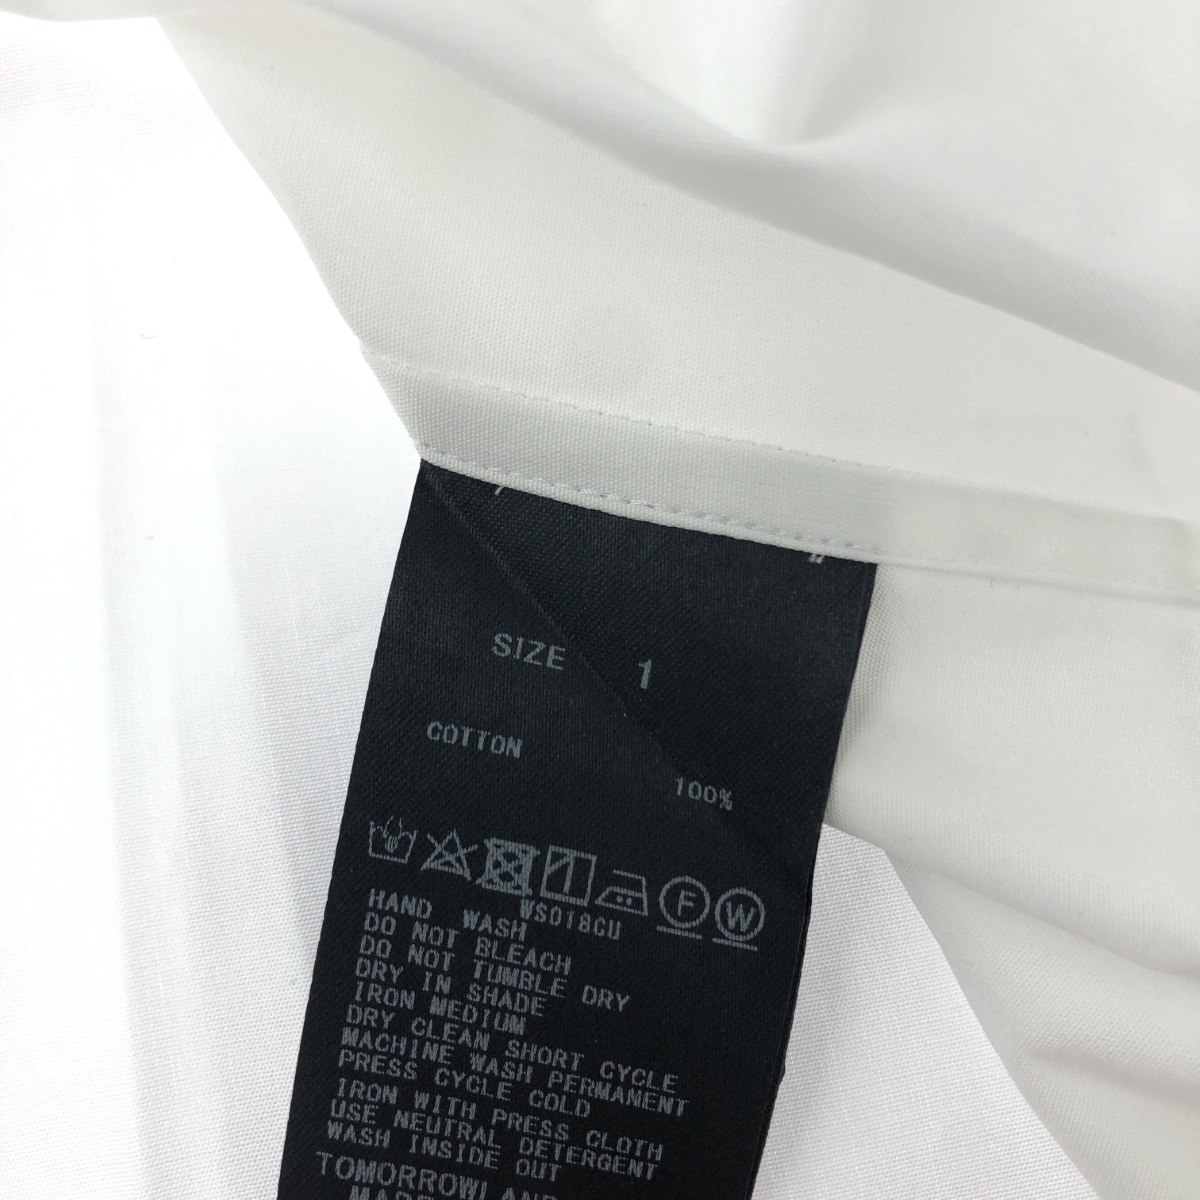 SIZE 1
COTTON
100%
F W
WS018CU
HAND WASH
DO NOT BLEACH
DO NOT TUMBLE DRY
DRY IN SHADE
IRON MEDIUM
DRY CLEAN SHORT CYCLE
MACHINE WASH PERMANENT
PRESS CYCLE COLD
IRON WITH PRESS CLOTH
USE NEUTRAL DETERGENT
WASH INSIDE OUT
TOMORROWLAND